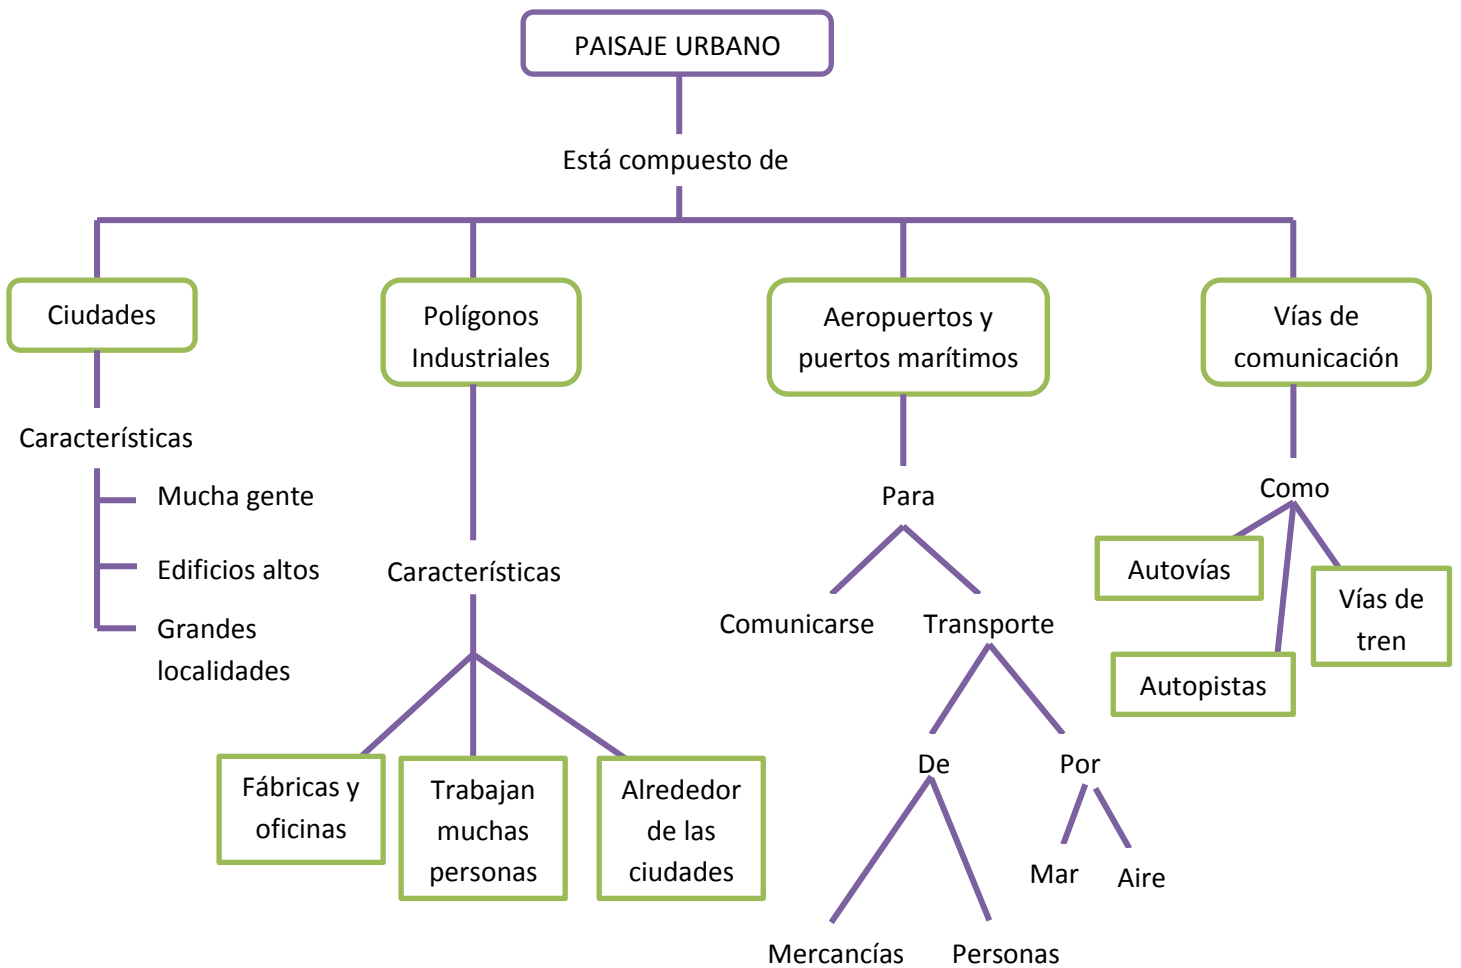 PAISAJE URBANO
Está compuesto de
Ciudades
Polígonos
Industriales
Aeropuertos y
puertos marítimos
Vías de
comunicación
Característícas
Mucha gente
Edificios altos
Grandes
localidades
Característícas
Fábricas y
oficinas
Trabajan
muchas
personas
Alrededor
de las
ciudades
Para
Comunicarse
Transporte
De
Por
Mercancías
Personas
Mar
Aire
Como
Autovías
Autopistas
Vías de
tren